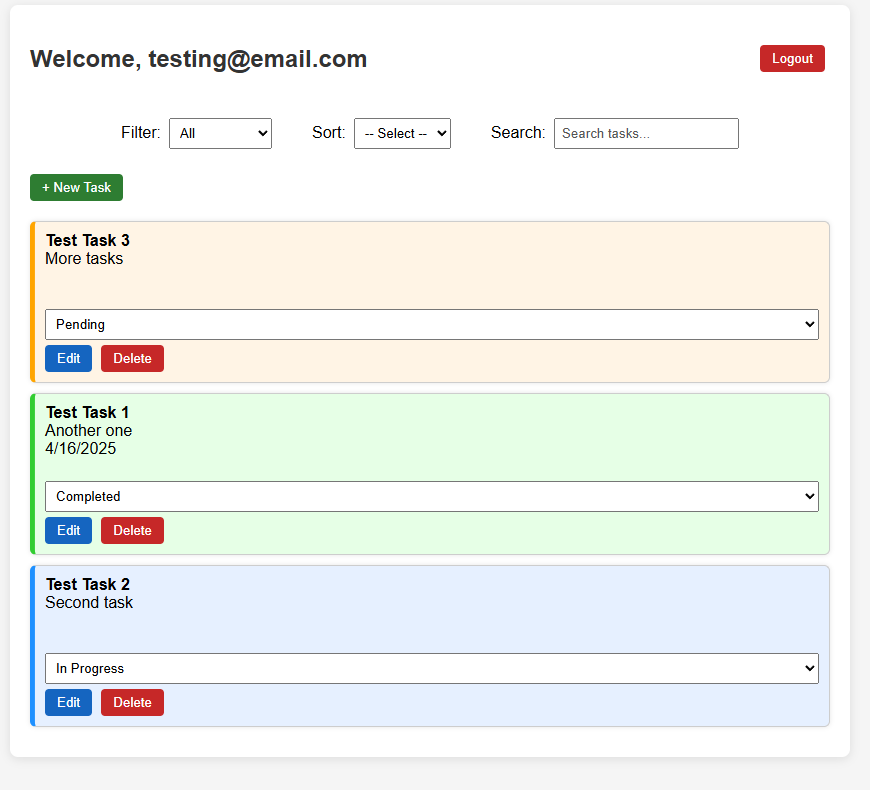 Welcome, testing@email.com
Logout
Filter: All Sort: -- Select -- Search: Search tasks...
+ New Task
Test Task 3
More tasks
Pending
Edit Delete
Test Task 1
Another one
4/16/2025
Completed
Edit Delete
Test Task 2
Second task
In Progress
Edit Delete